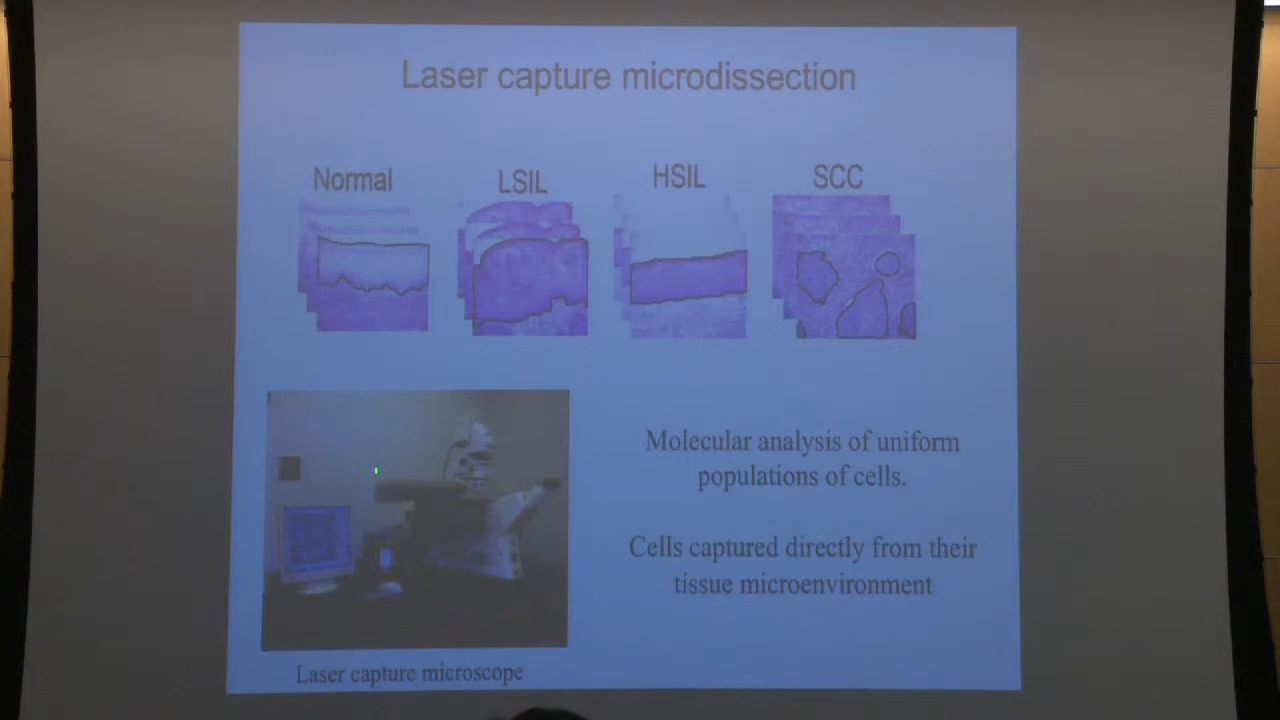 Laser capture microdissection
Normal
LSIL
HSIL
SCC
Molecular analysis of uniform
populations of cells.
Cells captured directly from their
tissue microenvironment
Laser capture microscope